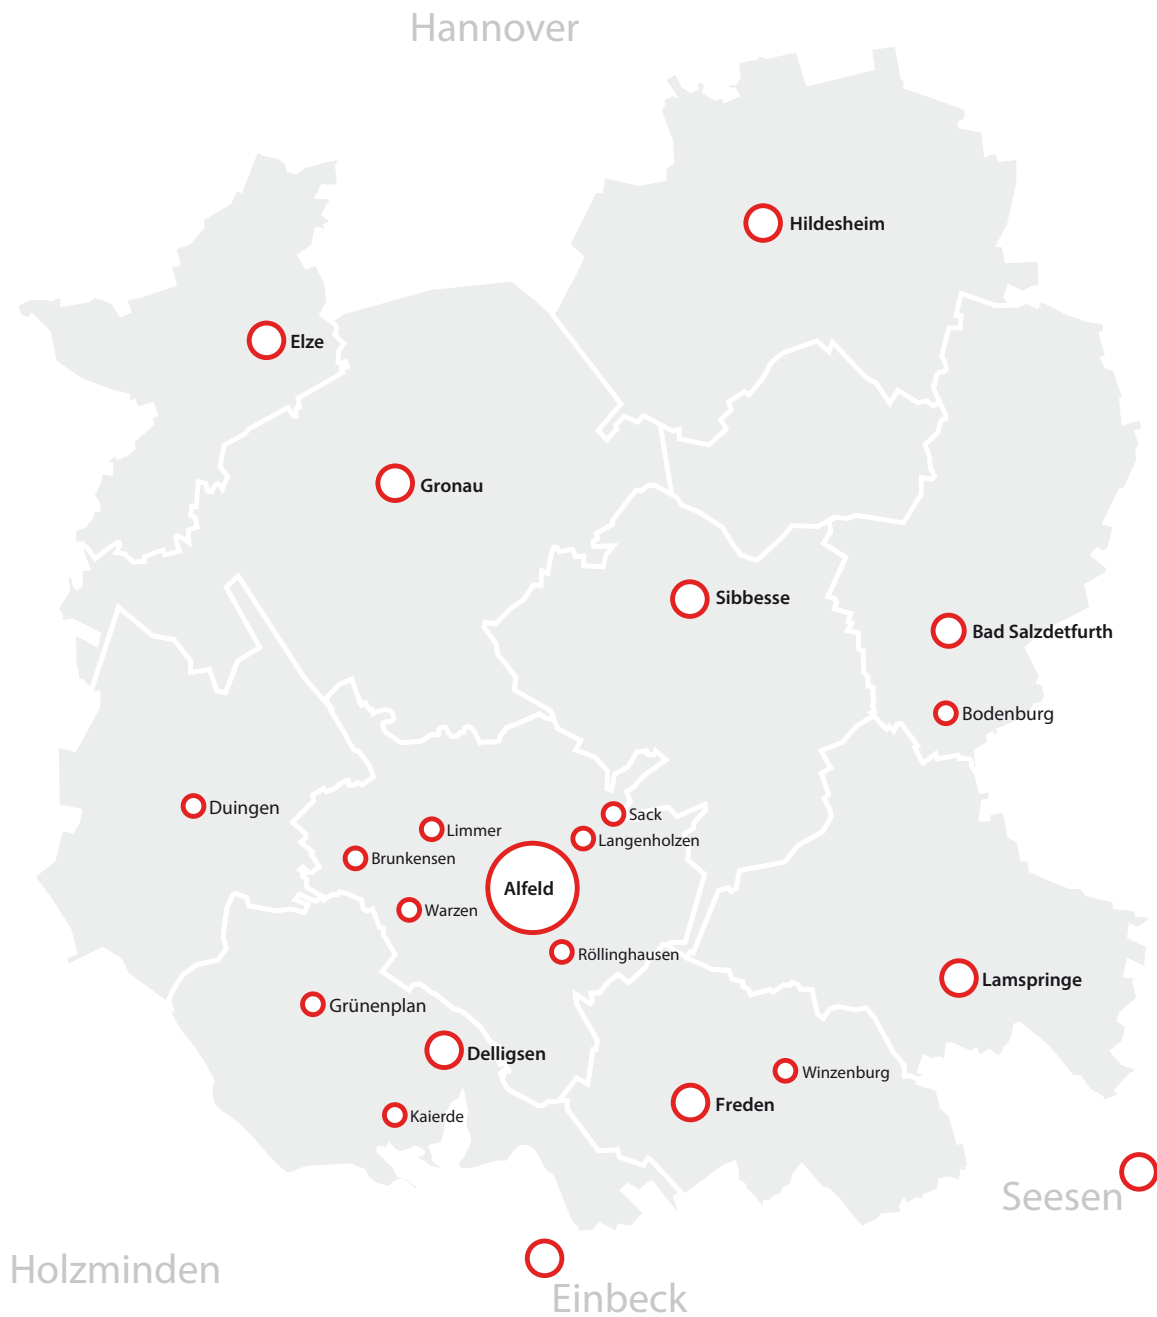 Hannover
Hildesheim
Elze
Gronau
Sibbesse
Bad Salzdetfurth
Bodenburg
Duingen
Sack
Limmer
Langenholzen
Brunkensen
Alfeld
Warzen
Röllinghausen
Lamspringe
Grünenplan
Delligsen
Winzenburg
Freden
Kaierde
Seesen
Holzminden
Einbeck